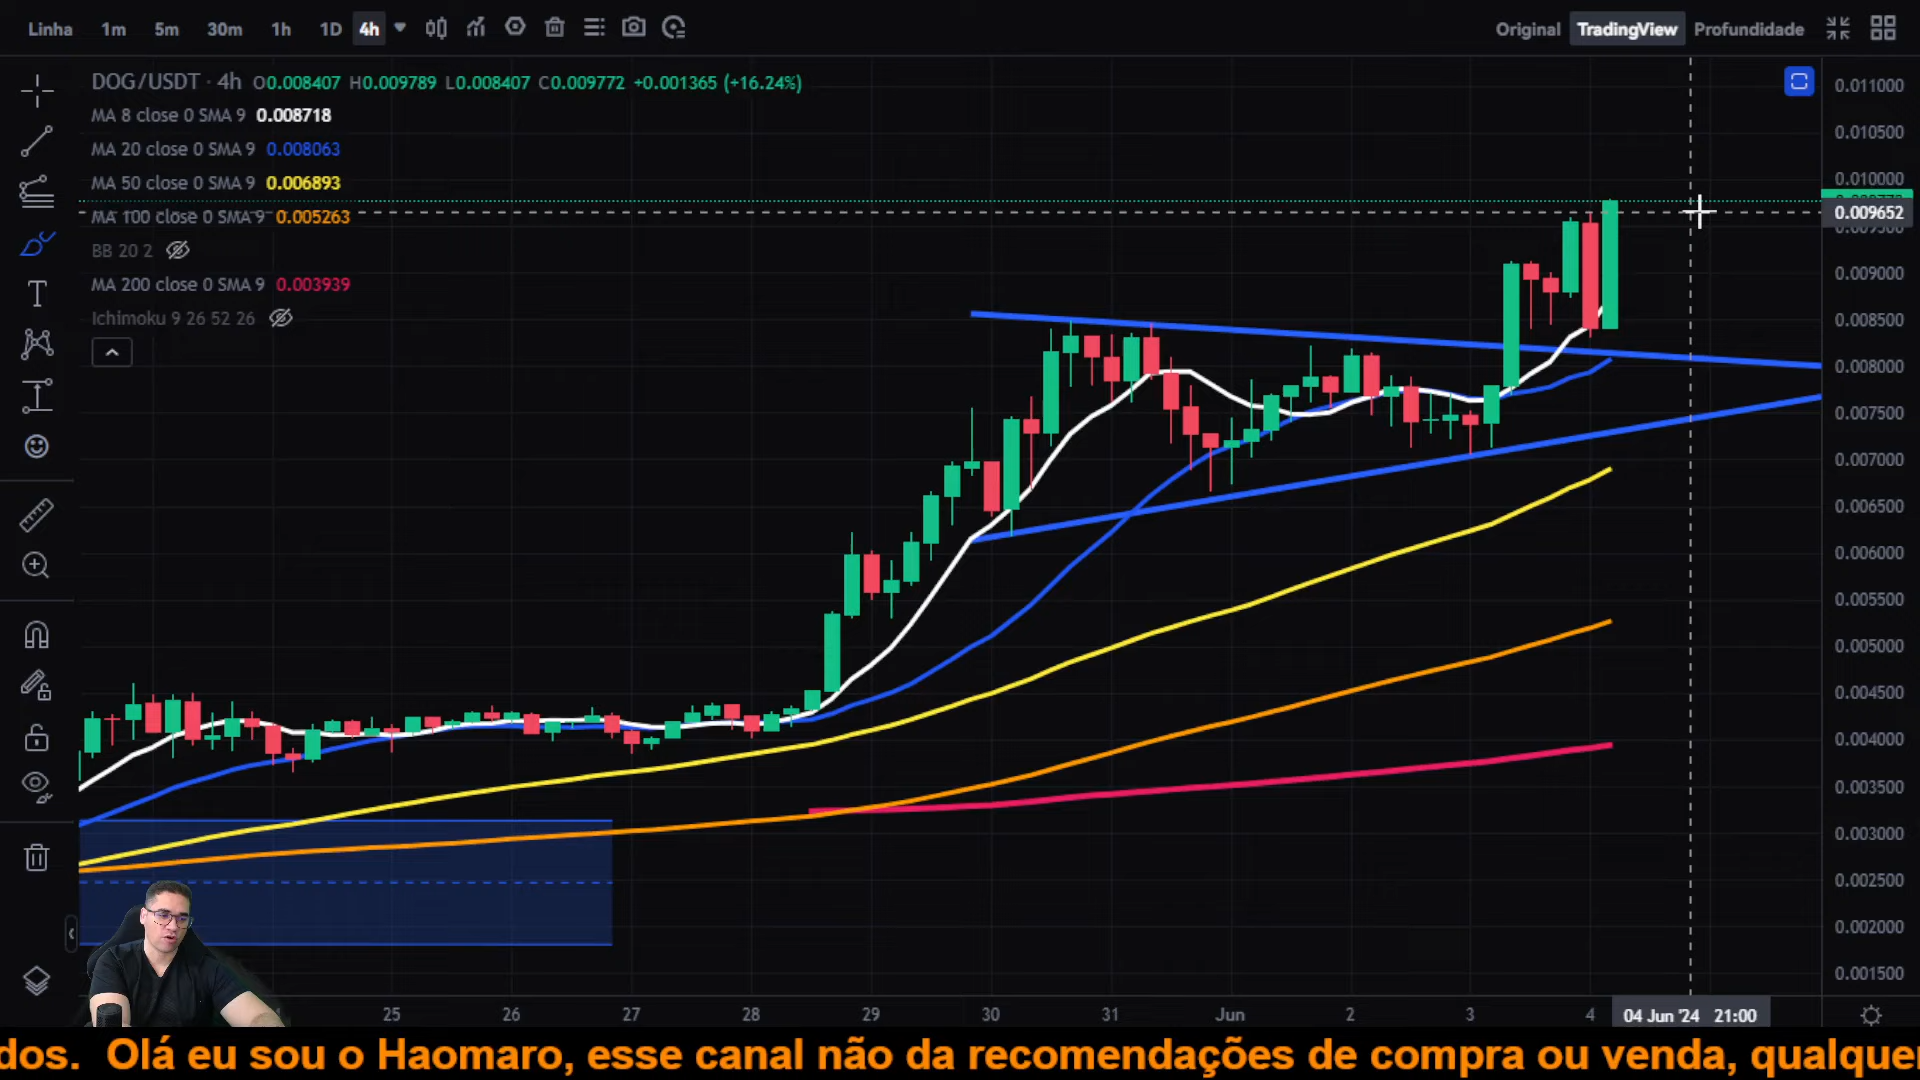 Linha 1m 5m 30m 1h 1D 4h Original TradingView Profundidade
DOG/USDT · 4h O0.008407 H0.009789 L0.008407 C0.009772 +0.001365 (+16.24%)
MA 8 close 0 SMA 9 0.008718
MA 20 close 0 SMA 9 0.008063
MA 50 close 0 SMA 9 0.006893
MA 100 close 0 SMA 9 0.005263
BB 20 2
MA 200 close 0 SMA 9 0.003939
Ichimoku 9 26 52 26
0.011000
0.010500
0.010000
0.009652
0.009000
0.008500
0.008000
0.007500
0.007000
0.006500
0.006000
0.005500
0.005000
0.004500
0.004000
0.003500
0.003000
0.002500
0.002000
0.001500
25 26 27 28 29 30 31 Jun 2 3 4 04 Jun '24 21:00
dos. Olá eu sou o Haomaro, esse canal não da recomendações de compra ou venda, qualquer